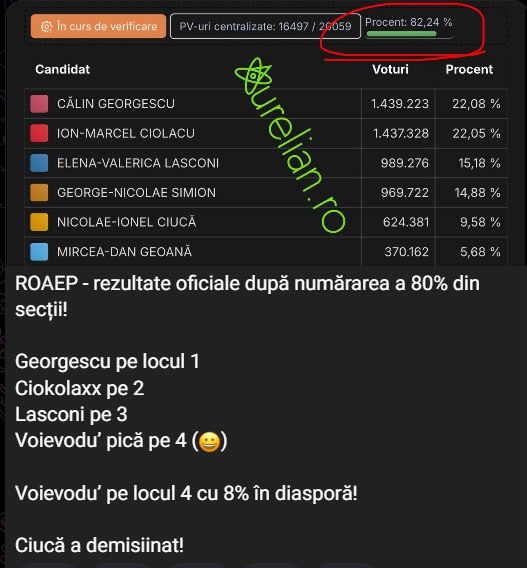 În curs de verificare PV-uri centralizate: 16497 / 20059 Procent: 82,24 %
Candidat Voturi Procent
CĂLIN GEORGESCU 1.439.223 22,08 %
ION-MARCEL CIOLACU 1.437.328 22,05 %
ELENA-VALERICA LASCONI 989.276 15,18 %
GEORGE-NICOLAE SIMION 969.722 14,88 %
NICOLAE-IONEL CIUCĂ 624.381 9,58 %
MIRCEA-DAN GEOANĂ 370.162 5,68 %
aurelian.ro
ROAEP - rezultate oficiale după numărarea a 80% din
secții!
Georgescu pe locul 1
Ciokolaxx pe 2
Lasconi pe 3
Voievodu’ pică pe 4 (😀)
Voievodu’ pe locul 4 cu 8% în diasporă!
Ciucă a demisiinat!